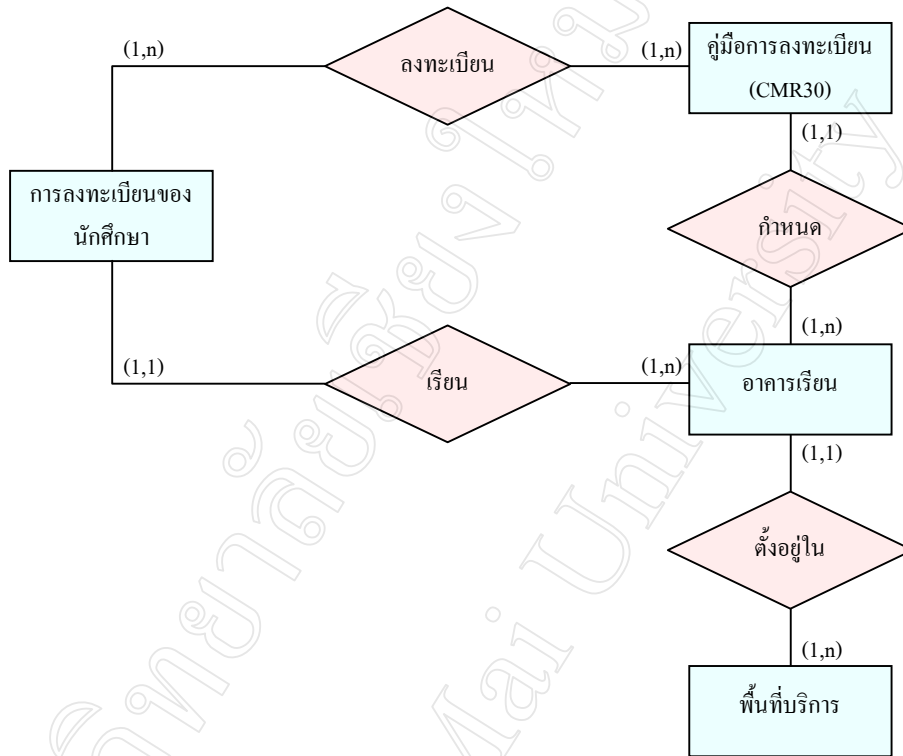 (1,n)
ลงทะเบียน
(1,n)
คู่มือการลงทะเบียน
(CMR30)
(1,1)
การลงทะเบียนของ
นักศึกษา
กำหนด
(1,n)
(1,1)
เรียน
(1,n)
อาคารเรียน
(1,1)
ตั้งอยู่ใน
(1,n)
พื้นที่บริการ
Mai University